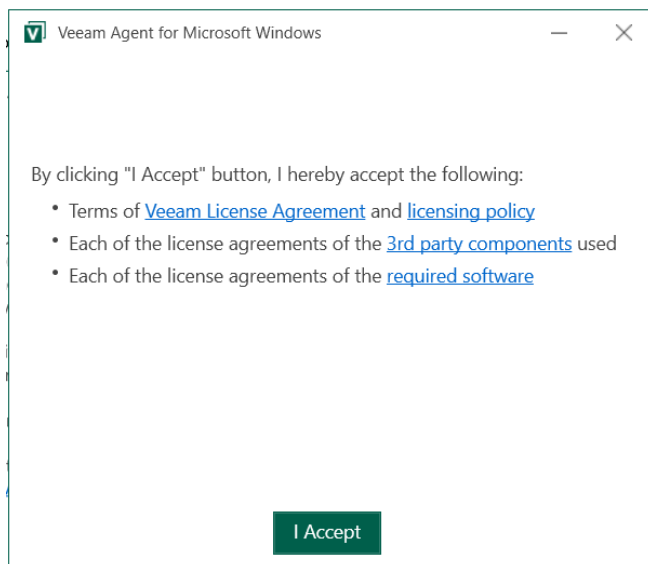 Veeam Agent for Microsoft Windows
By clicking "I Accept" button, I hereby accept the following:
• Terms of Veeam License Agreement and licensing policy
• Each of the license agreements of the 3rd party components used
• Each of the license agreements of the required software
I Accept